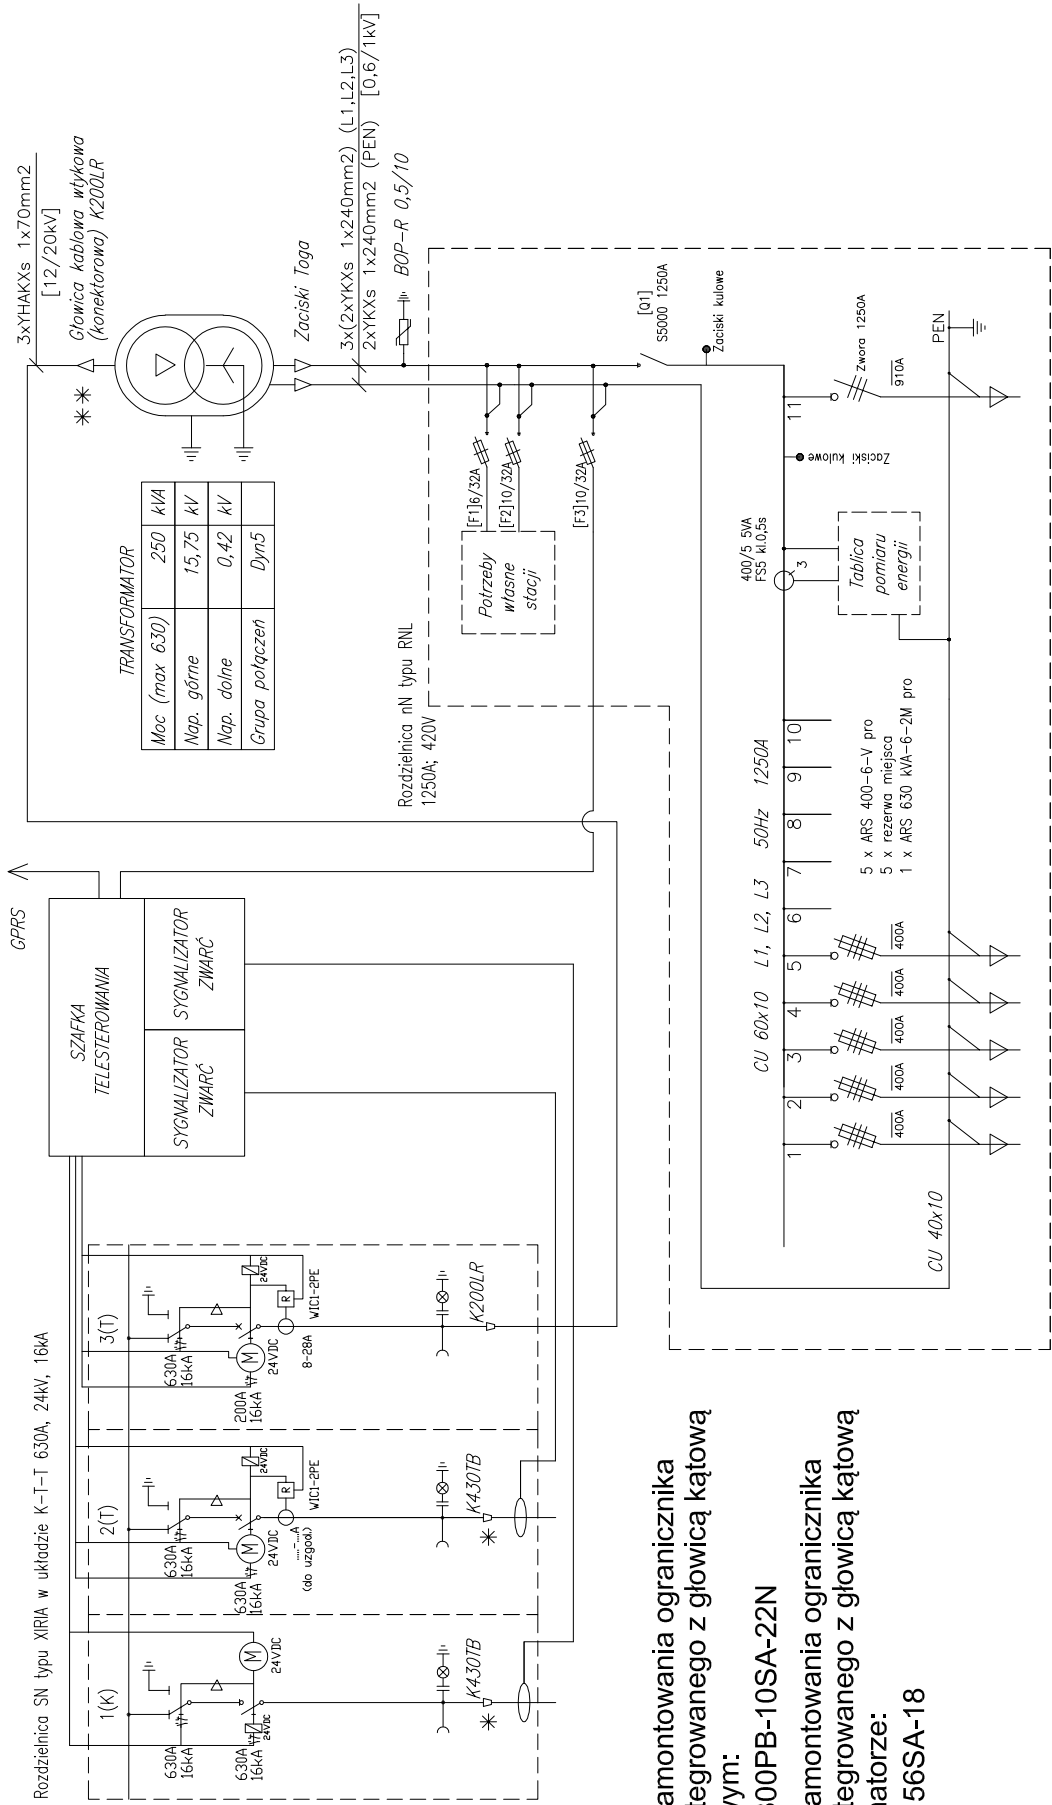 Rozdzielnica SN typu XIRIA w układzie K-T-T 630A, 24kV, 16kA
1(K)
630A
16kA
630A
16kA
24VDC
M
24VDC
K430TB
2(T)
630A
16kA
630A
16kA
M
24VDC
24VDC
R
WIC1-2PE
(do uzgod.)
K430TB
3(T)
630A
16kA
200A
16kA
M
24VDC
24VDC
R
WIC1-2PE
8-28A
K200LR
GPRS
SZAFKA
TELESTEROWANIA
SYGNALIZATOR
ZWARĆ
SYGNALIZATOR
ZWARĆ
3xYHAKXs 1x70mm2
[12/20kV]
Głowica kablowa wtykowa
(konektorowa) K200LR
TRANSFORMATOR
Moc (max 630) 250 kVA
Nap. górne 15,75 kV
Nap. dolne 0,42 kV
Grupa połączeń Dyn5
Zaciski Toga
3x(2xYKXs 1x240mm2) (L1,L2,L3)
2xYKXs 1x240mm2 (PEN) [0,6/1kV]
BOP-R 0,5/10
Rozdzielnica nN typu RNL
1250A; 420V
[F1]6/32A
[F2]10/32A
[F3]10/32A
Potrzeby
własne
stacji
[Q1]
S5000 1250A
Zaciski kulowe
400/5 5VA
FS5 kl.0,5s
3
Tablica
pomiaru
energii
Zaciski kulowe
CU 60x10 L1, L2, L3 50Hz 1250A
1
2
3
4
5
6
7
8
9
10
11
400A
400A
400A
400A
400A
Zwora 1250A
910A
5 x ARS 400-6-V pro
5 x rezerwa miejsca
1 x ARS 630 kVA-6-2M pro
PEN
CU 40x10
amontowania ogranicznika
tegrowanego z głowicą kątową
wym:
300PB-10SA-22N
amontowania ogranicznika
tegrowanego z głowicą kątową
natorze:
56SA-18